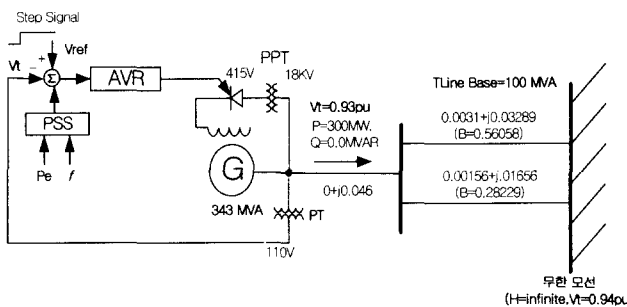 Step Signal
Vref
Vt
Σ
AVR
PSS
Pe
f
415V
PPT
18KV
G
343 MVA
PT
110V
Vt=0.93pu
P=300MW,
Q=0.0MVAR
0+j0.046
TLine Base=100 MVA
0.0031+j0.03289
(B=0.56058)
0.00156+j.01656
(B=0.28229)
무한 모선
(H=infinite,Vt=0.94pu